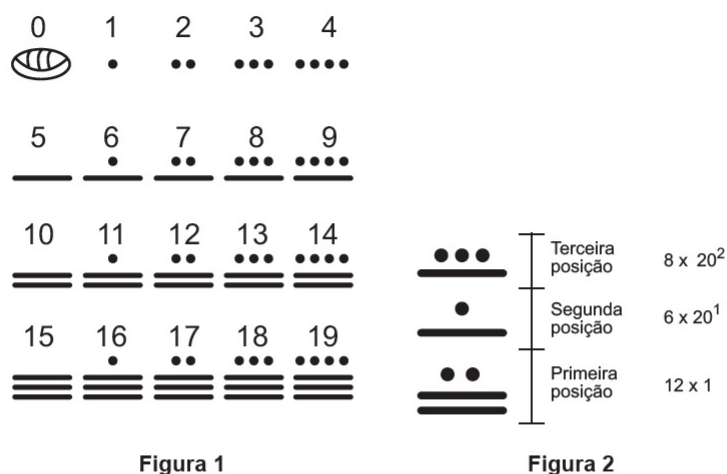 0 1 2 3 4
5 6 7 8 9
10 11 12 13 14
15 16 17 18 19
Figura 1
Terceira
posição
8 x 20²
Segunda
posição
6 x 20¹
Primeira
posição
12 x 1
Figura 2